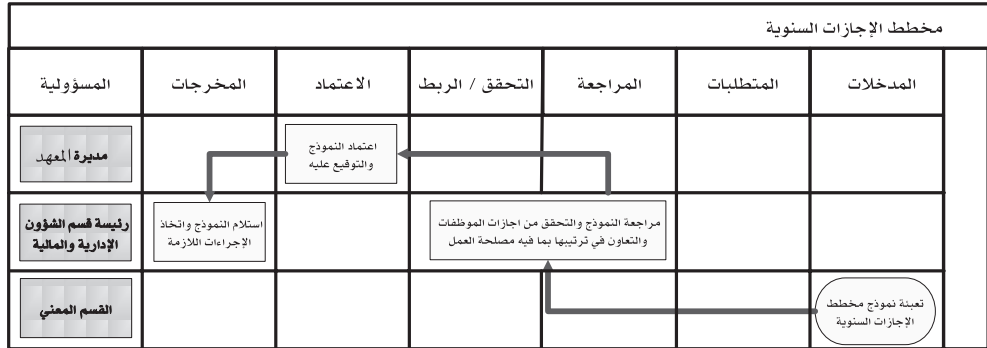 مخطط الإجازات السنوية
المدخلات
المتطلبات
المراجعة
التحقق / الربط
الاعتماد
المخرجات
المسؤولية
اعتماد النموذج
والتوقيع عليه
مديرة المعهد
مراجعة النموذج والتحقق من اجازات الموظفات
والتعاون في ترتيبها بما فيه مصلحة العمل
استلام النموذج واتخاذ
الإجراءات اللازمة
رئيسة قسم الشؤون
الإدارية والمالية
تعبئة نموذج مخطط
الإجازات السنوية
القسم المعني